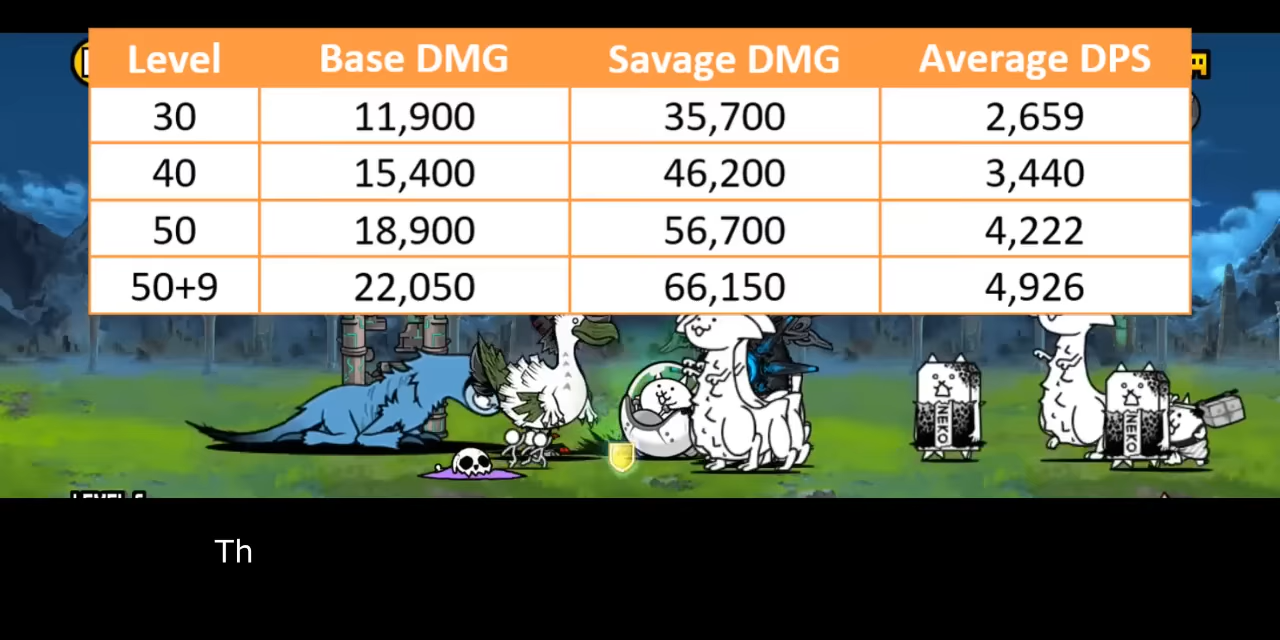 Level Base DMG Savage DMG Average DPS
30 11,900 35,700 2,659
40 15,400 46,200 3,440
50 18,900 56,700 4,222
50+9 22,050 66,150 4,926
NEKO NEKO
Th